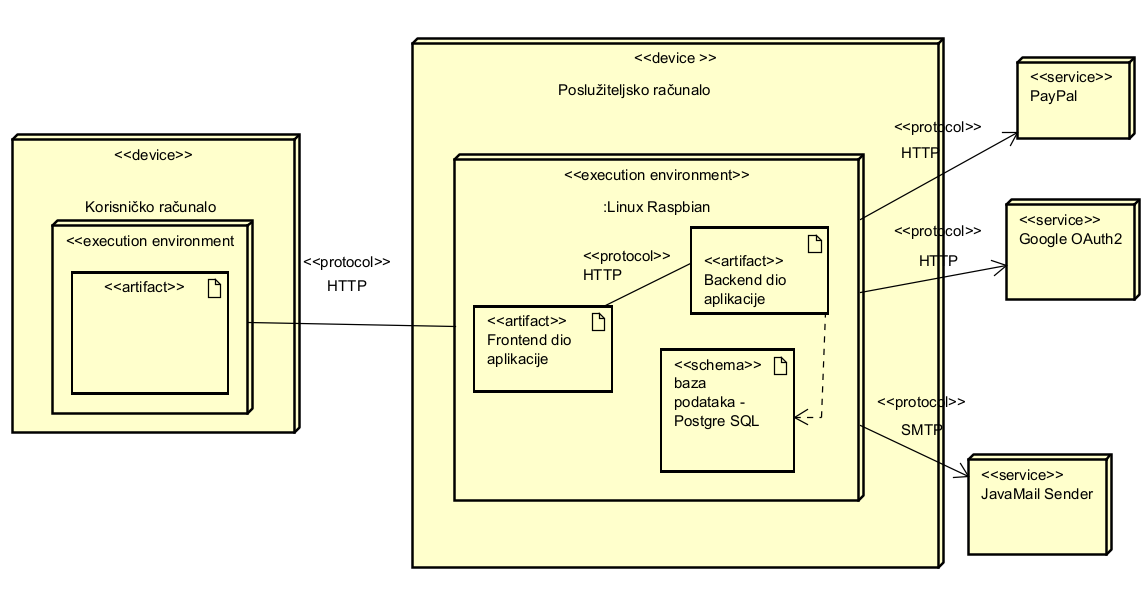 <<device>>
Korisničko računalo
<<execution environment
<<artifact>>
<<protocol>>
HTTP
<<device >>
Poslužiteljsko računalo
<<execution environment>>
:Linux Raspbian
<<protocol>>
HTTP
<<artifact>>
Frontend dio
aplikacije
<<artifact>>
Backend dio
aplikacije
<<schema>>
baza
podataka -
Postgre SQL
<<protocol>>
HTTP
<<service>>
PayPal
<<protocol>>
HTTP
<<service>>
Google OAuth2
<<protocol>>
SMTP
<<service>>
JavaMail Sender